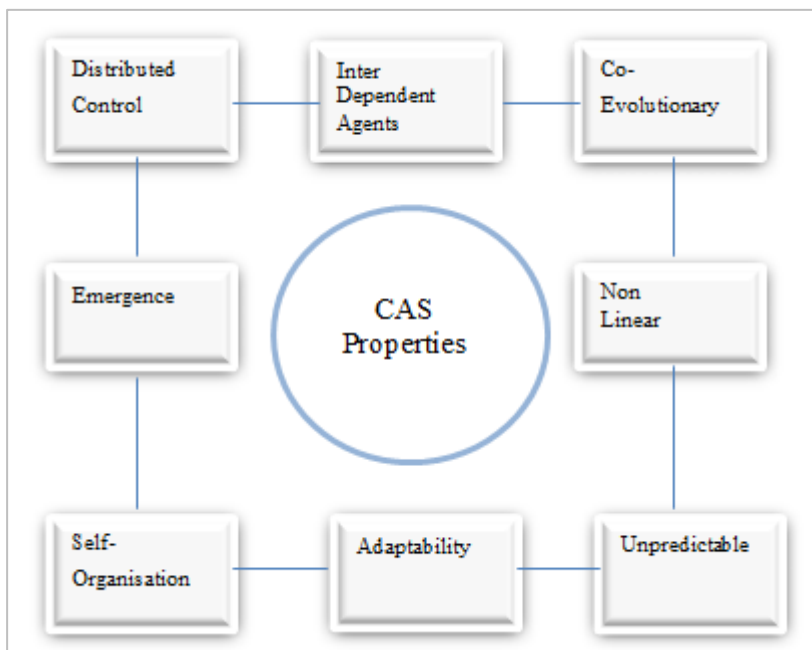 Distributed
Control
Inter
Dependent
Agents
Co-
Evolutionary
Emergence
CAS
Properties
Non
Linear
Self-
Organisation
Adaptability
Unpredictable